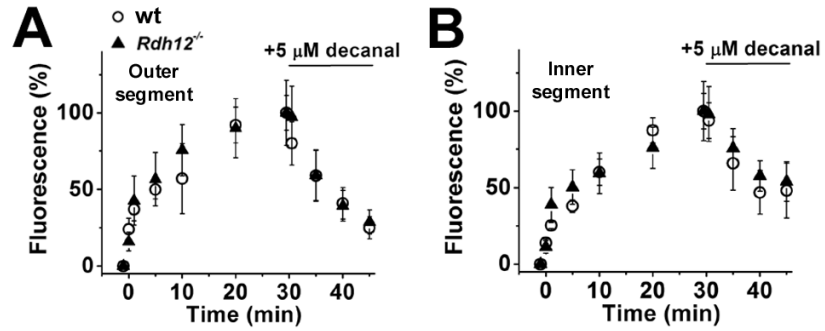 A
wt
Rdh12-/-
+5 μM decanal
Outer
segment
Fluorescence (%)
100
50
0
0 10 20 30 40
Time (min)
B
+5 μM decanal
Inner
segment
Fluorescence (%)
100
50
0
0 10 20 30 40
Time (min)